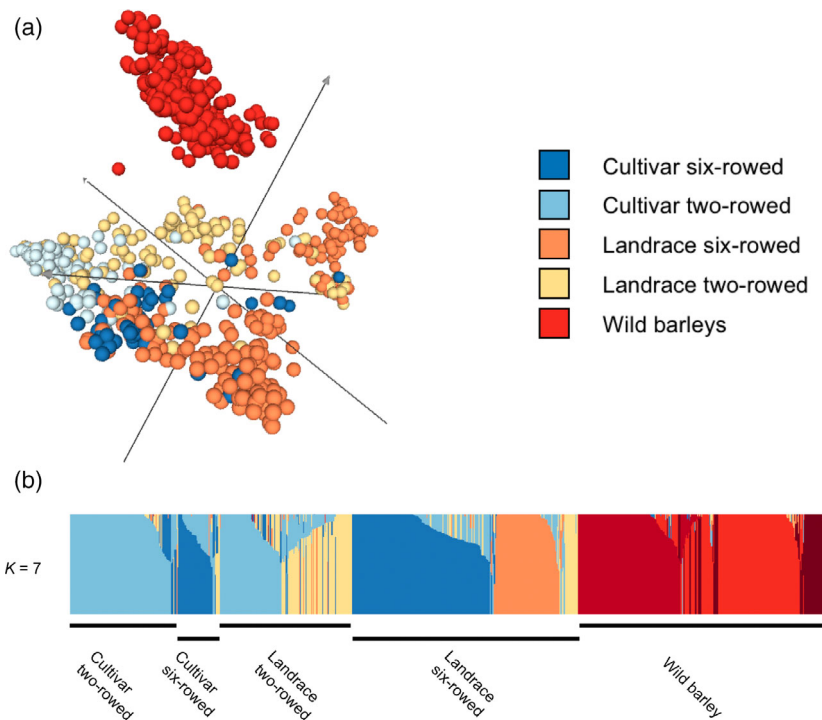 (a)
Cultivar six-rowed
Cultivar two-rowed
Landrace six-rowed
Landrace two-rowed
Wild barleys
(b)
K = 7
Cultivar
two-rowed
Cultivar
six-rowed
Landrace
two-rowed
Landrace
six-rowed
Wild barley